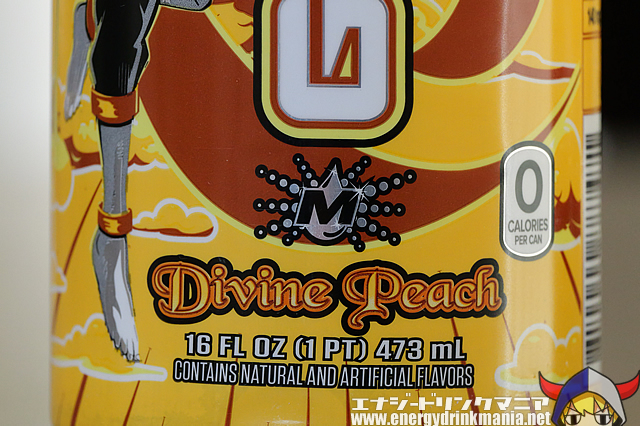 M
0
CALORIES
PER CAN
Divine Peach
16 FL OZ (1 PT) 473 mL
CONTAINS NATURAL AND ARTIFICIAL FLAVORS
エナジードリンクマニア
www.energydrinkmania.net